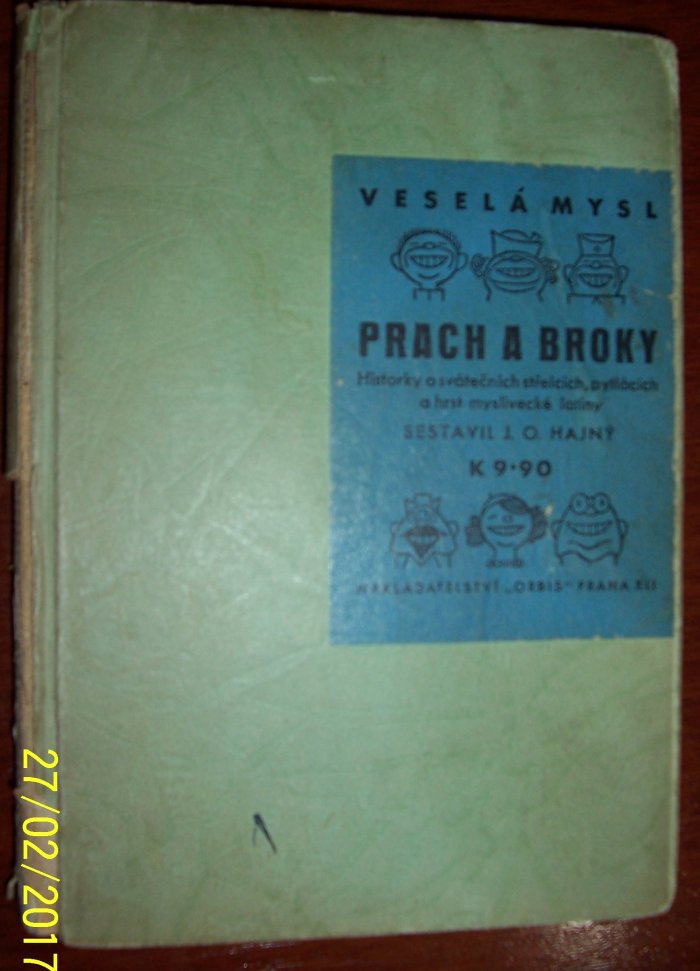 VESELÁ MYSL
PRACH A BROKY
Historky o svátečních střelcích, pytlácích
a hrst myslivecké latiny
SESTAVIL J. O. HAJNÝ
K 9·90
NAKLADATELSTVÍ „ORBIS“ PRAHA XII
27/02/2017